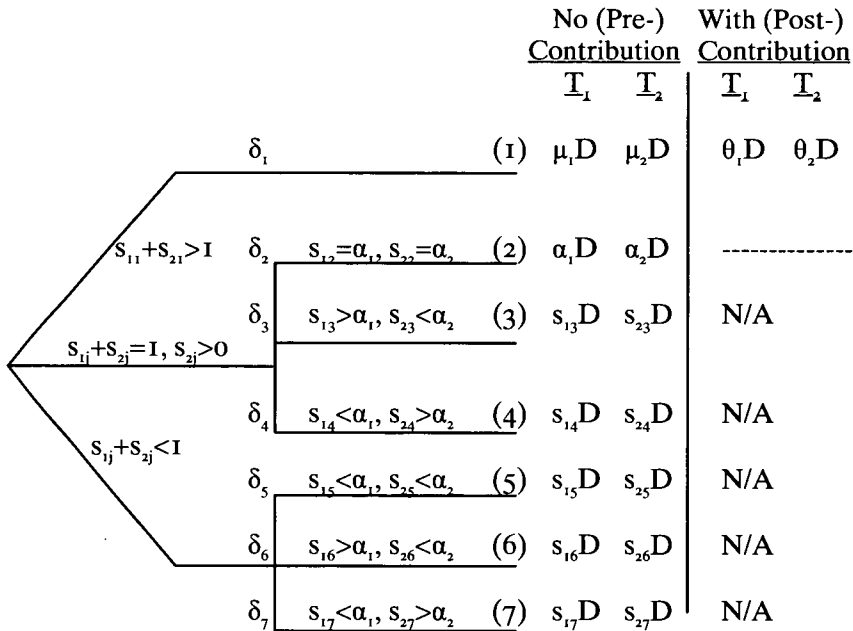 No (Pre-) With (Post-)
Contribution Contribution
T₁ T₂ T₁ T₂
δ₁ (1) μ₁D μ₂D θ₁D θ₂D
s₁₁+s₂₁>1
δ₂ s₁₂=α₁, s₂₂=α₂ (2) α₁D α₂D -------------
δ₃ s₁₃>α₁, s₂₃<α₂ (3) s₁₃D s₂₃D N/A
s₁ⱼ+s₂ⱼ=1, s₂ⱼ>0
δ₄ s₁₄<α₁, s₂₄>α₂ (4) s₁₄D s₂₄D N/A
s₁ⱼ+s₂ⱼ<1
δ₅ s₁₅<α₁, s₂₅<α₂ (5) s₁₅D s₂₅D N/A
δ₆ s₁₆>α₁, s₂₆<α₂ (6) s₁₆D s₂₆D N/A
δ₇ s₁₇<α₁, s₂₇>α₂ (7) s₁₇D s₂₇D N/A